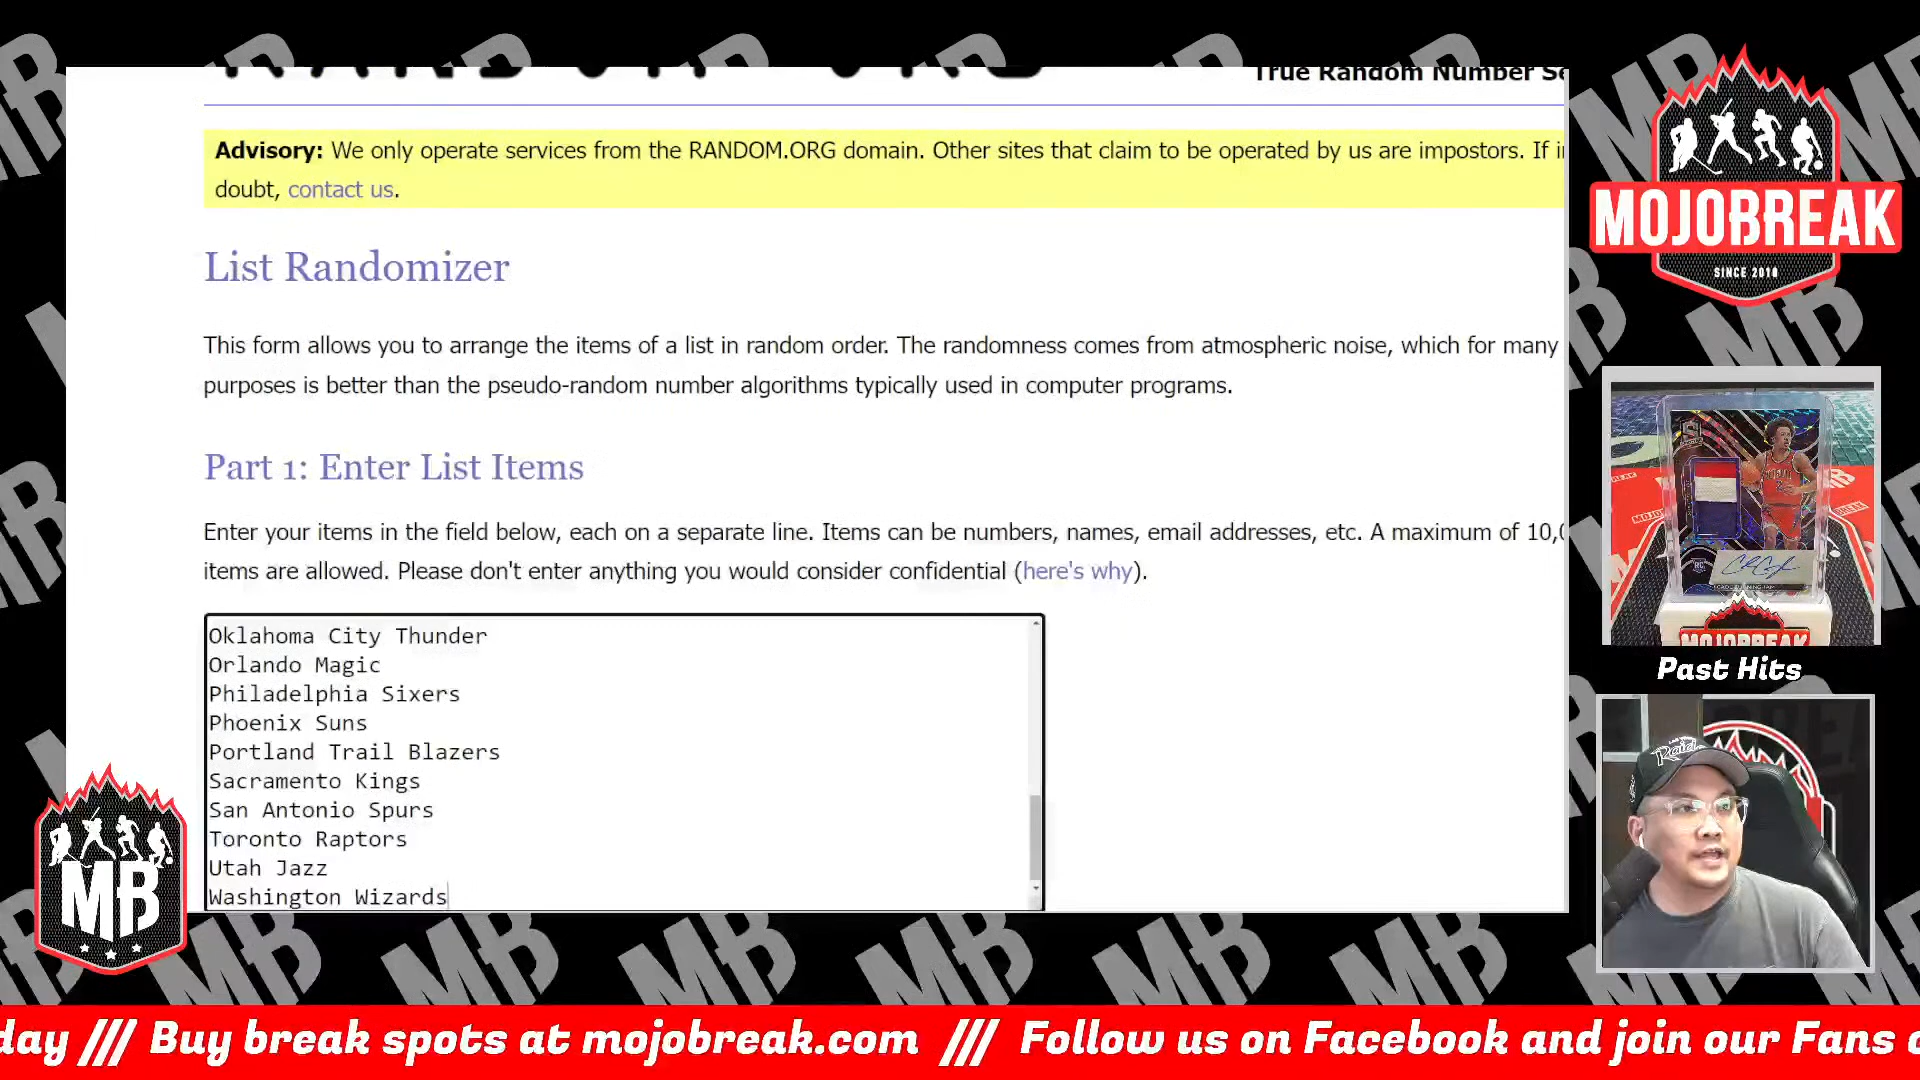 True Random Number Se
Advisory: We only operate services from the RANDOM.ORG domain. Other sites that claim to be operated by us are impostors. If in
doubt, contact us.
List Randomizer
This form allows you to arrange the items of a list in random order. The randomness comes from atmospheric noise, which for many
purposes is better than the pseudo-random number algorithms typically used in computer programs.
Part 1: Enter List Items
Enter your items in the field below, each on a separate line. Items can be numbers, names, email addresses, etc. A maximum of 10,0
items are allowed. Please don't enter anything you would consider confidential (here's why).
Oklahoma City Thunder
Orlando Magic
Philadelphia Sixers
Phoenix Suns
Portland Trail Blazers
Sacramento Kings
San Antonio Spurs
Toronto Raptors
Utah Jazz
Washington Wizards
MOJOBREAK
SINCE 2010
RC
MOJOBREAK
Past Hits
Raiders
MB
day /// Buy break spots at mojobreak.com /// Follow us on Facebook and join our Fans